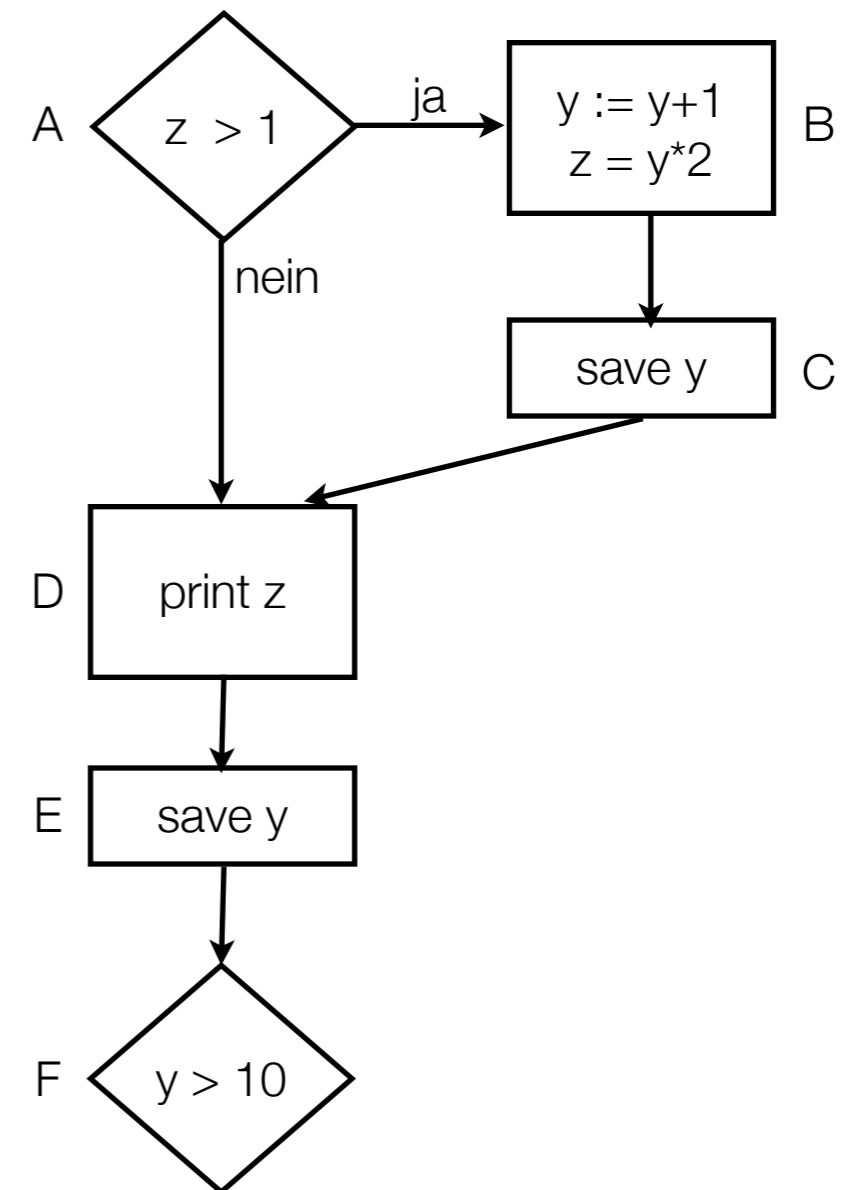 A
z > 1
ja
y := y+1
z = y*2
B
nein
save y
C
D
print z
E
save y
F
y > 10